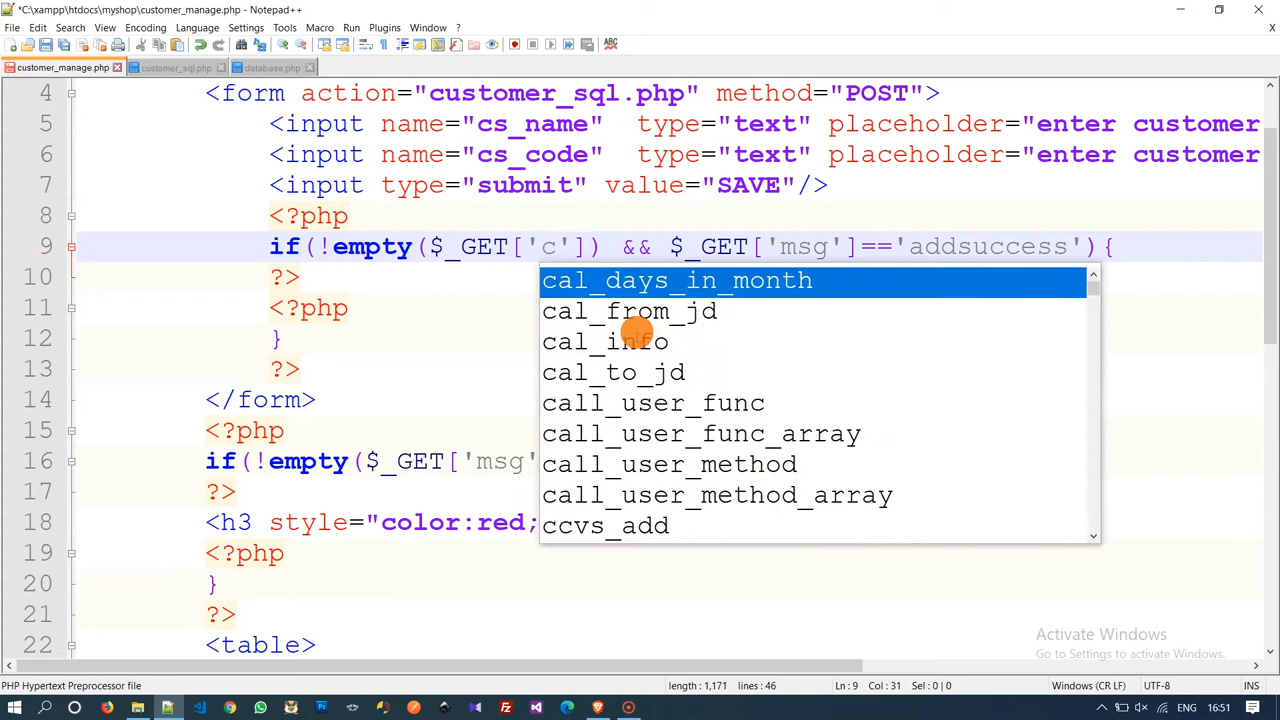 *C:\xampp\htdocs\myshop\customer_manage.php - Notepad++
File Edit Search View Encoding Language Settings Tools Macro Run Plugins Window ? X
customer_manage.php customer_sql.php database.php
4 <form action="customer_sql.php" method="POST">
5 <input name="cs_name" type="text" placeholder="enter customer
6 <input name="cs_code" type="text" placeholder="enter customer
7 <input type="submit" value="SAVE"/>
8 <?php
9 if(!empty($_GET['c']) && $_GET['msg']=='addsuccess'){
10 ?>
11 <?php
12 }
13 ?>
14 </form>
15 <?php
16 if(!empty($_GET['msg'
17 ?>
18 <h3 style="color:red;
19 <?php
20 }
21 ?>
22 <table>
cal_days_in_month
cal_from_jd
cal_info
cal_to_jd
call_user_func
call_user_func_array
call_user_method
call_user_method_array
ccvs_add
Activate Windows
Go to Settings to activate Windows.
PHP Hypertext Preprocessor file length : 1,171 lines : 46 Ln : 9 Col : 31 Sel : 0 | 0 Windows (CR LF) UTF-8 INS
ENG 16:51